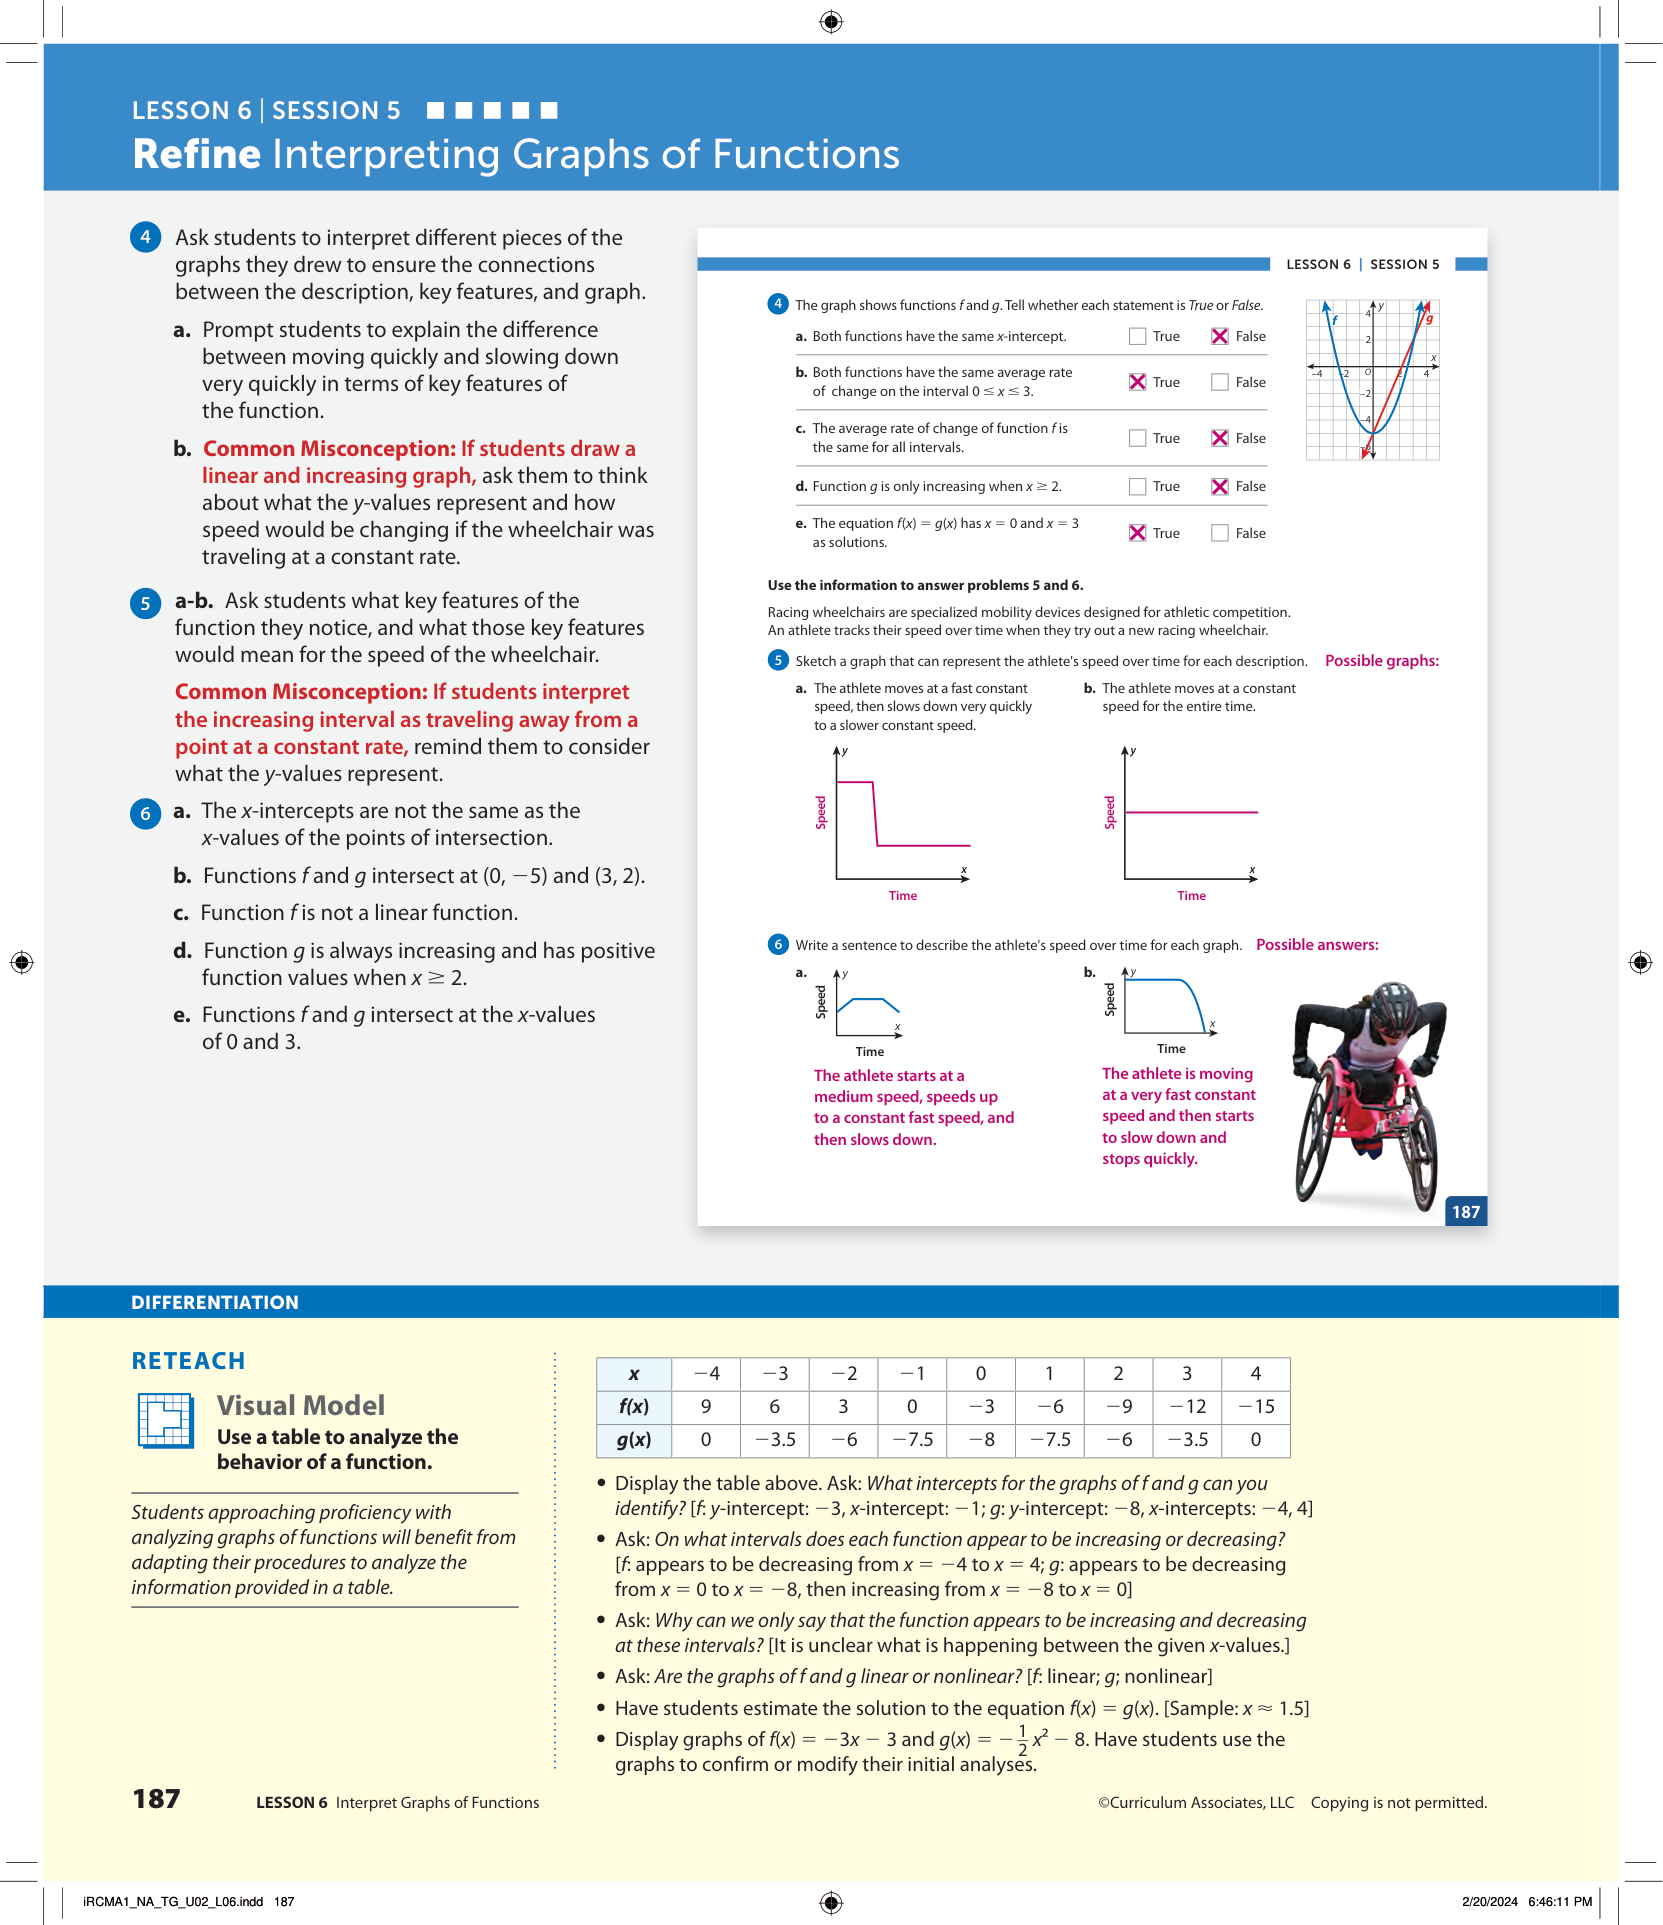 LESSON 6 | SESSION 5
Refine Interpreting Graphs of Functions
4 Ask students to interpret different pieces of the
graphs they drew to ensure the connections
between the description, key features, and graph.
a. Prompt students to explain the difference
between moving quickly and slowing down
very quickly in terms of key features of
the function.
b. Common Misconception: If students draw a
linear and increasing graph, ask them to think
about what the y-values represent and how
speed would be changing if the wheelchair was
traveling at a constant rate.
5 a-b. Ask students what key features of the
function they notice, and what those key features
would mean for the speed of the wheelchair.
Common Misconception: If students interpret
the increasing interval as traveling away from a
point at a constant rate, remind them to consider
what the y-values represent.
6 a. The x-intercepts are not the same as the
x-values of the points of intersection.
b. Functions f and g intersect at (0, −5) and (3, 2).
c. Function f is not a linear function.
d. Function g is always increasing and has positive
function values when x ≥ 2.
e. Functions f and g intersect at the x-values
of 0 and 3.
LESSON 6 | SESSION 5
4 The graph shows functions f and g. Tell whether each statement is True or False.
a. Both functions have the same x-intercept. True False
b. Both functions have the same average rate
of change on the interval 0 ≤ x ≤ 3. True False
c. The average rate of change of function f is
the same for all intervals. True False
d. Function g is only increasing when x ≥ 2. True False
e. The equation f(x) = g(x) has x = 0 and x = 3
as solutions. True False
y
f
g
4
2
x
−4 −2 O 2 4
−2
−4
Use the information to answer problems 5 and 6.
Racing wheelchairs are specialized mobility devices designed for athletic competition.
An athlete tracks their speed over time when they try out a new racing wheelchair.
5 Sketch a graph that can represent the athlete's speed over time for each description. Possible graphs:
a. The athlete moves at a fast constant
speed, then slows down very quickly
to a slower constant speed.
y
Speed
x
Time
b. The athlete moves at a constant
speed for the entire time.
y
Speed
x
Time
6 Write a sentence to describe the athlete's speed over time for each graph. Possible answers:
a.
y
Speed
x
Time
The athlete starts at a
medium speed, speeds up
to a constant fast speed, and
then slows down.
b.
y
Speed
x
Time
The athlete is moving
at a very fast constant
speed and then starts
to slow down and
stops quickly.
187
DIFFERENTIATION
RETEACH
Visual Model
Use a table to analyze the
behavior of a function.
Students approaching proficiency with
analyzing graphs of functions will benefit from
adapting their procedures to analyze the
information provided in a table.
x −4 −3 −2 −1 0 1 2 3 4
f(x) 9 6 3 0 −3 −6 −9 −12 −15
g(x) 0 −3.5 −6 −7.5 −8 −7.5 −6 −3.5 0
• Display the table above. Ask: What intercepts for the graphs of f and g can you
identify? [f: y-intercept: −3, x-intercept: −1; g: y-intercept: −8, x-intercepts: −4, 4]
• Ask: On what intervals does each function appear to be increasing or decreasing?
[f: appears to be decreasing from x = −4 to x = 4; g: appears to be decreasing
from x = 0 to x = −8, then increasing from x = −8 to x = 0]
• Ask: Why can we only say that the function appears to be increasing and decreasing
at these intervals? [It is unclear what is happening between the given x-values.]
• Ask: Are the graphs of f and g linear or nonlinear? [f: linear; g; nonlinear]
• Have students estimate the solution to the equation f(x) = g(x). [Sample: x ≈ 1.5]
• Display graphs of f(x) = −3x − 3 and g(x) = −1/2 x² − 8. Have students use the
graphs to confirm or modify their initial analyses.
187 LESSON 6 Interpret Graphs of Functions
©Curriculum Associates, LLC Copying is not permitted.
iRCMA1_NA_TG_U02_L06.indd 187
2/20/2024 6:46:11 PM